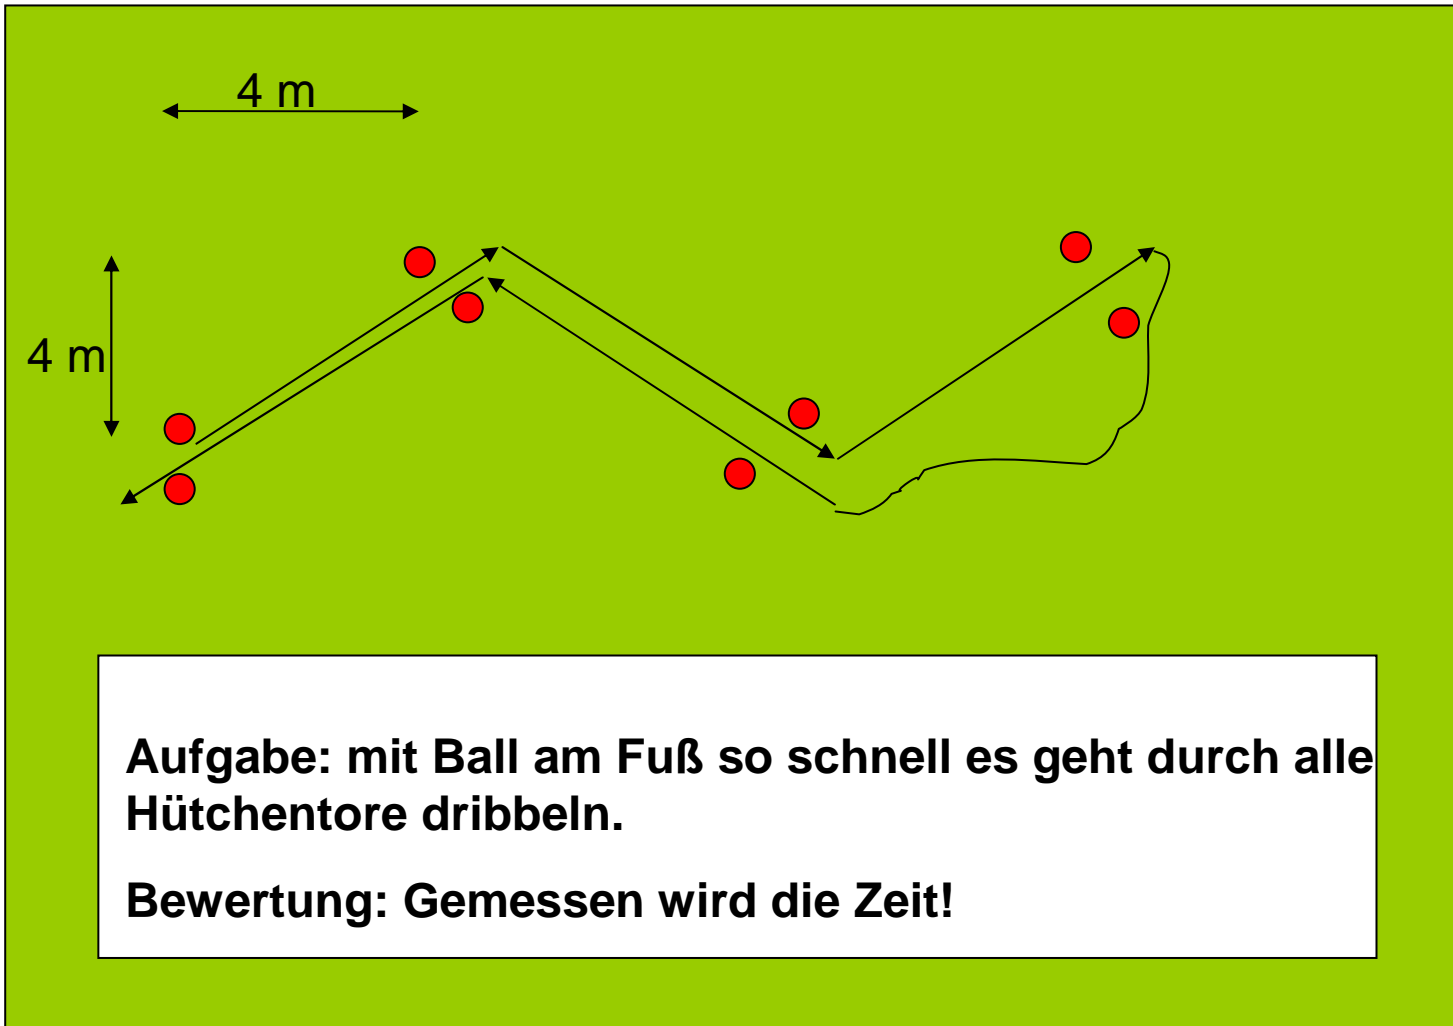 4 m
4 m
Aufgabe: mit Ball am Fuß so schnell es geht durch alle
Hütchentore dribbeln.
Bewertung: Gemessen wird die Zeit!